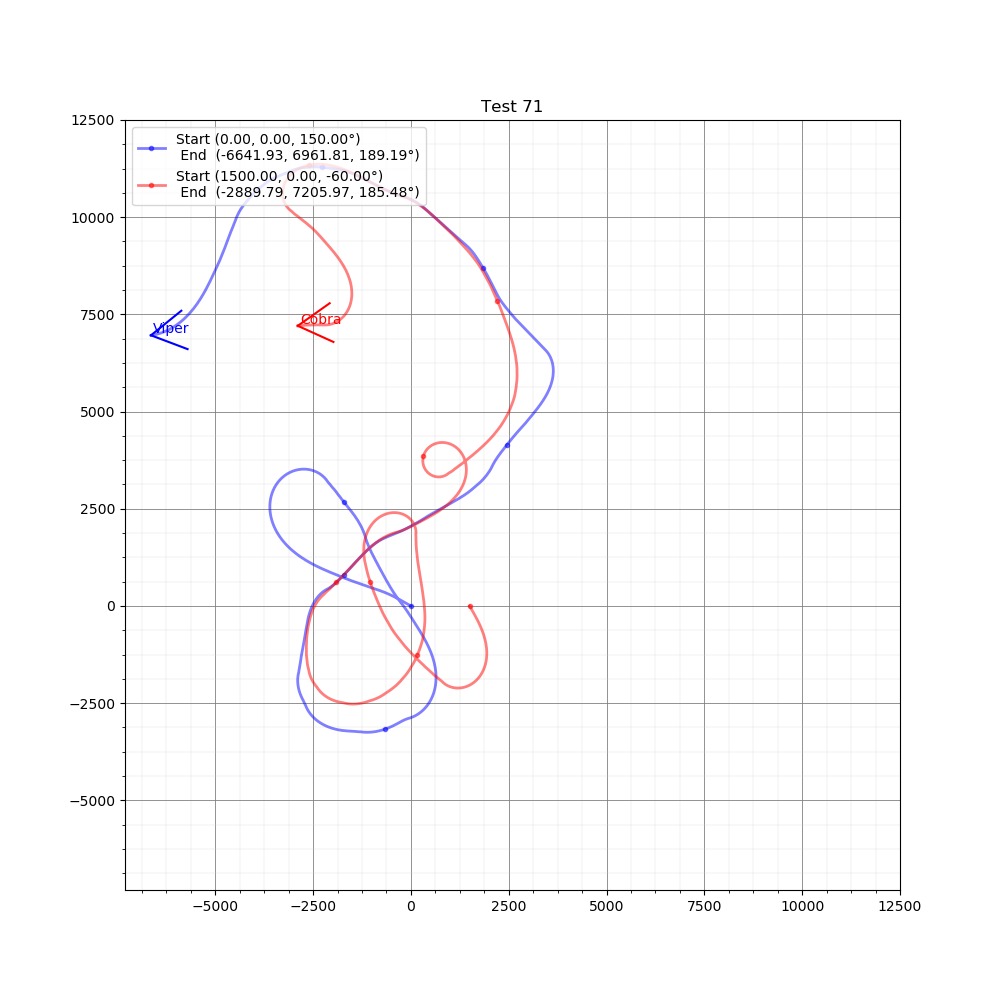 Test 71
12500
10000
7500
5000
2500
0
−2500
−5000
Start (0.00, 0.00, 150.00°)
End (-6641.93, 6961.81, 189.19°)
Start (1500.00, 0.00, -60.00°)
End (-2889.79, 7205.97, 185.48°)
Viper
Cobra
−5000 −2500 0 2500 5000 7500 10000 12500